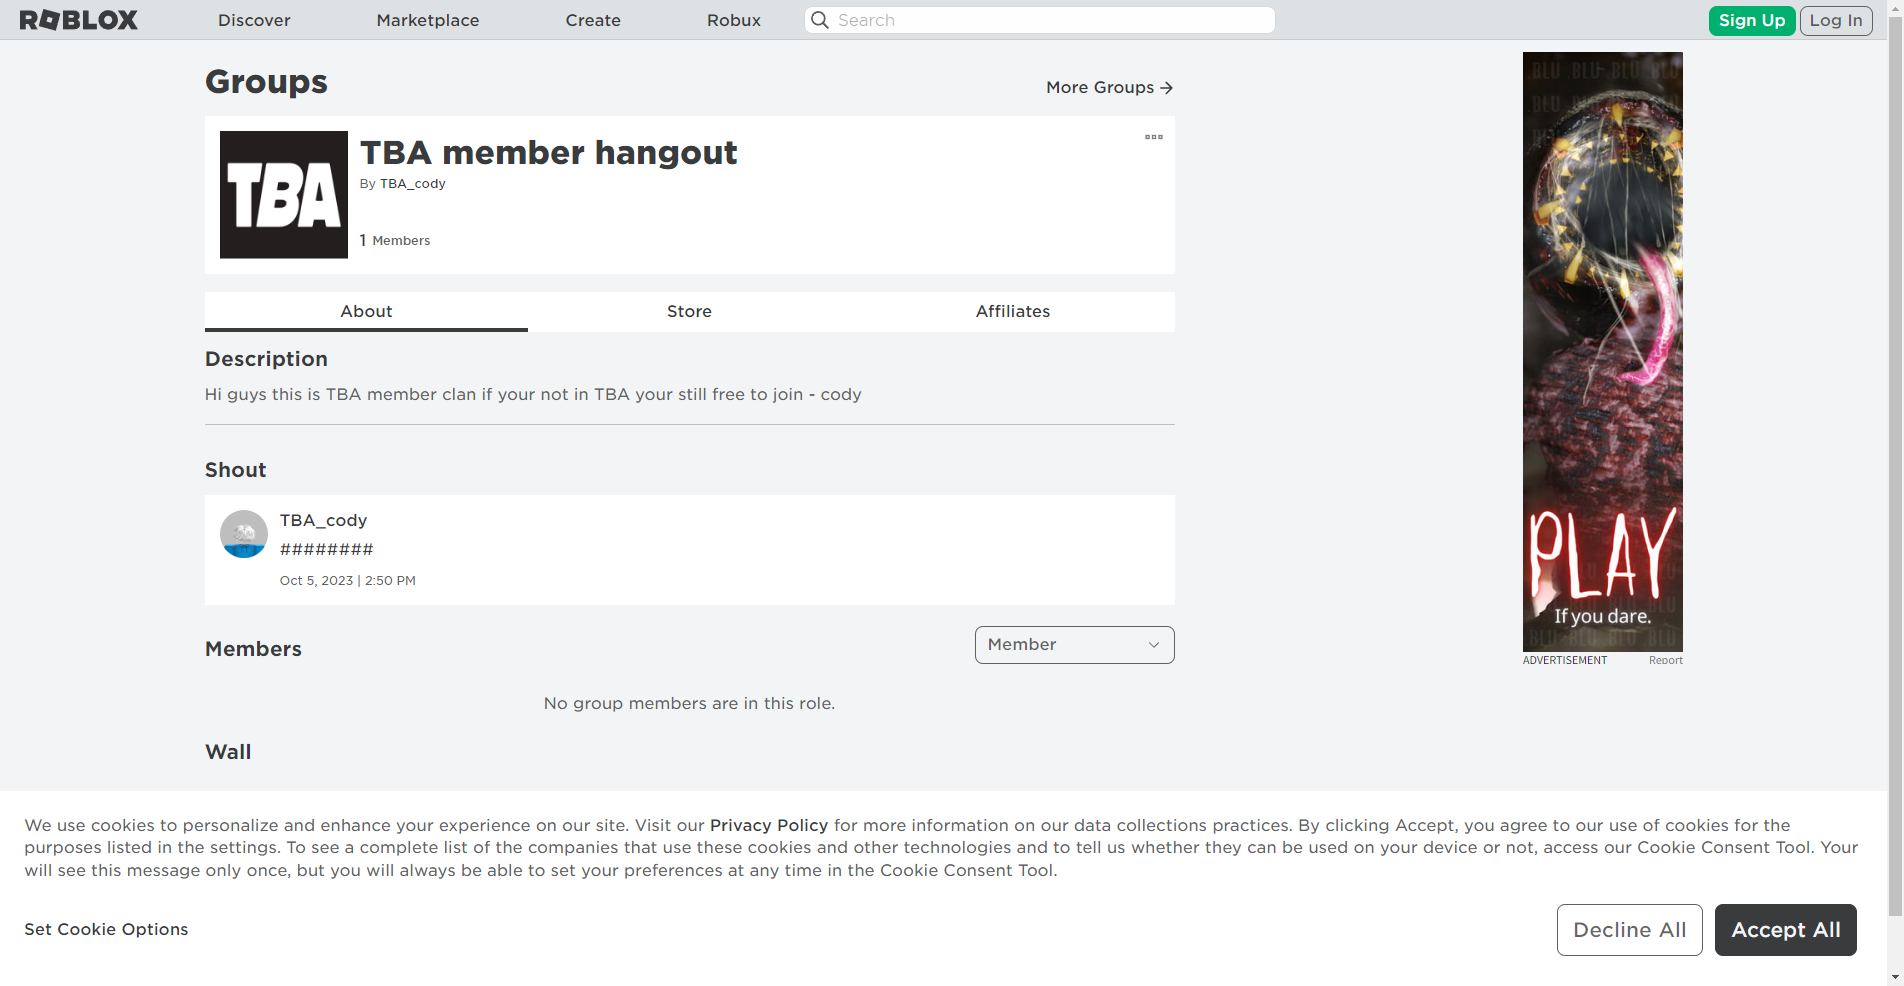 ROBLOX
Discover
Marketplace
Create
Robux
Search
Sign Up
Log In
Groups
More Groups
TBA
TBA member hangout
By TBA_cody
1 Members
About
Store
Affiliates
Description
Hi guys this is TBA member clan if your not in TBA your still free to join - cody
Shout
TBA_cody
########
Oct 5, 2023 | 2:50 PM
Members
Member
No group members are in this role.
Wall
BLU BLU BLU BLU
PLAY
If you dare.
BLU BLU BLU BLU
ADVERTISEMENT
Report
We use cookies to personalize and enhance your experience on our site. Visit our Privacy Policy for more information on our data collections practices. By clicking Accept, you agree to our use of cookies for the
purposes listed in the settings. To see a complete list of the companies that use these cookies and other technologies and to tell us whether they can be used on your device or not, access our Cookie Consent Tool. Your
will see this message only once, but you will always be able to set your preferences at any time in the Cookie Consent Tool.
Set Cookie Options
Decline All
Accept All